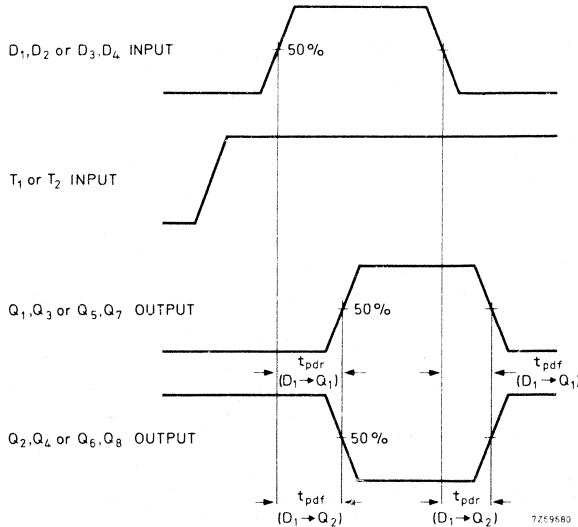 D₁,D₂ or D₃,D₄ INPUT
50%
T₁ or T₂ INPUT
Q₁,Q₃ or Q₅,Q₇ OUTPUT
50%
tpdr
(D₁→Q₁)
tpdf
(D₁→Q₁)
Q₂,Q₄ or Q₆,Q₈ OUTPUT
50%
tpdf
(D₁→Q₂)
tpdr
(D₁→Q₂)
7Z59680